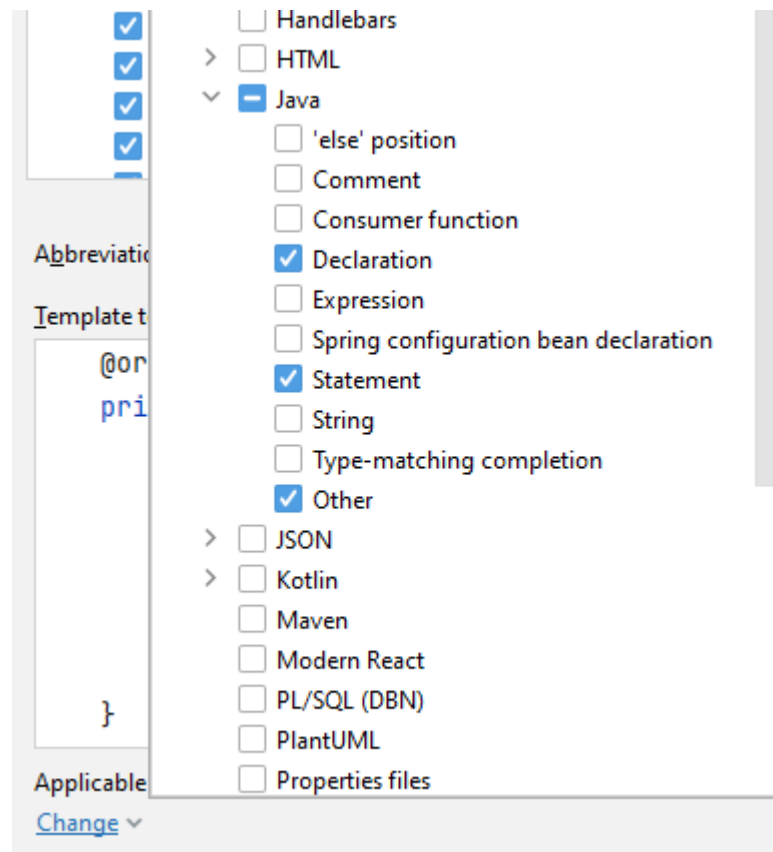 Handlebars
HTML
Java
'else' position
Comment
Consumer function
Abbreviatio
Declaration
Expression
Template t
Spring configuration bean declaration
@or
Statement
pri
String
Type-matching completion
Other
JSON
Kotlin
Maven
Modern React
PL/SQL (DBN)
}
PlantUML
Applicable
Properties files
Change